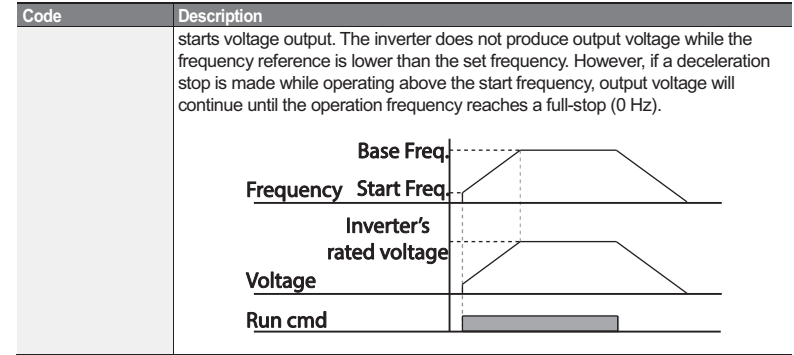 Code Description
starts voltage output. The inverter does not produce output voltage while the
frequency reference is lower than the set frequency. However, if a deceleration
stop is made while operating above the start frequency, output voltage will
continue until the operation frequency reaches a full-stop (0 Hz).
Base Freq.
Frequency Start Freq.
Inverter's
rated voltage
Voltage
Run cmd